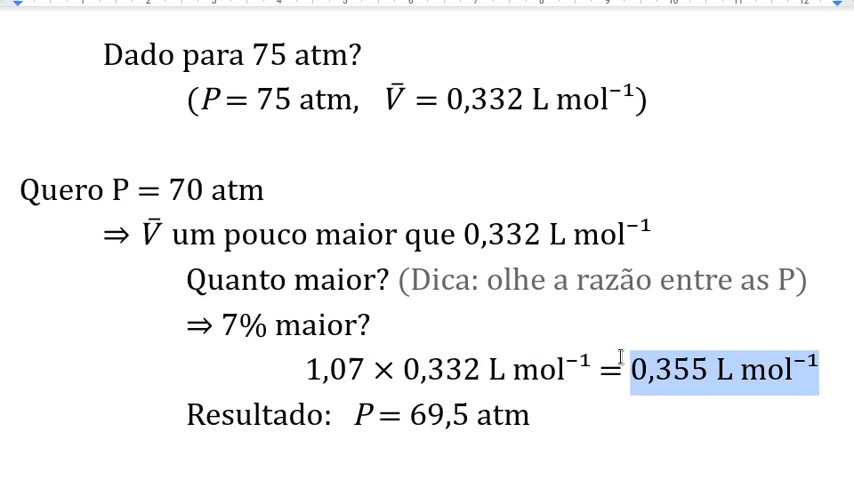 Dado para 75 atm?
(P = 75 atm, V̄ = 0,332 L mol⁻¹)
Quero P = 70 atm
⇒ V̄ um pouco maior que 0,332 L mol⁻¹
Quanto maior? (Dica: olhe a razão entre as P)
⇒ 7% maior?
1,07 × 0,332 L mol⁻¹ = 0,355 L mol⁻¹
Resultado: P = 69,5 atm